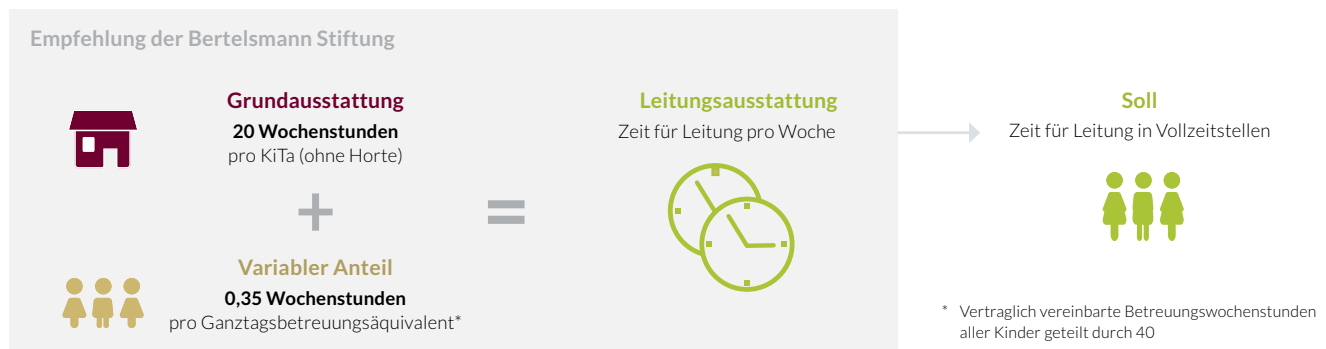 Empfehlung der Bertelsmann Stiftung
Grundausstattung
20 Wochenstunden
pro KiTa (ohne Horte)
+
Variabler Anteil
0,35 Wochenstunden
pro Ganztagsbetreuungsäquivalent*
=
Leitungsausstattung
Zeit für Leitung pro Woche
Soll
Zeit für Leitung in Vollzeitstellen
* Vertraglich vereinbarte Betreuungswochenstunden
aller Kinder geteilt durch 40